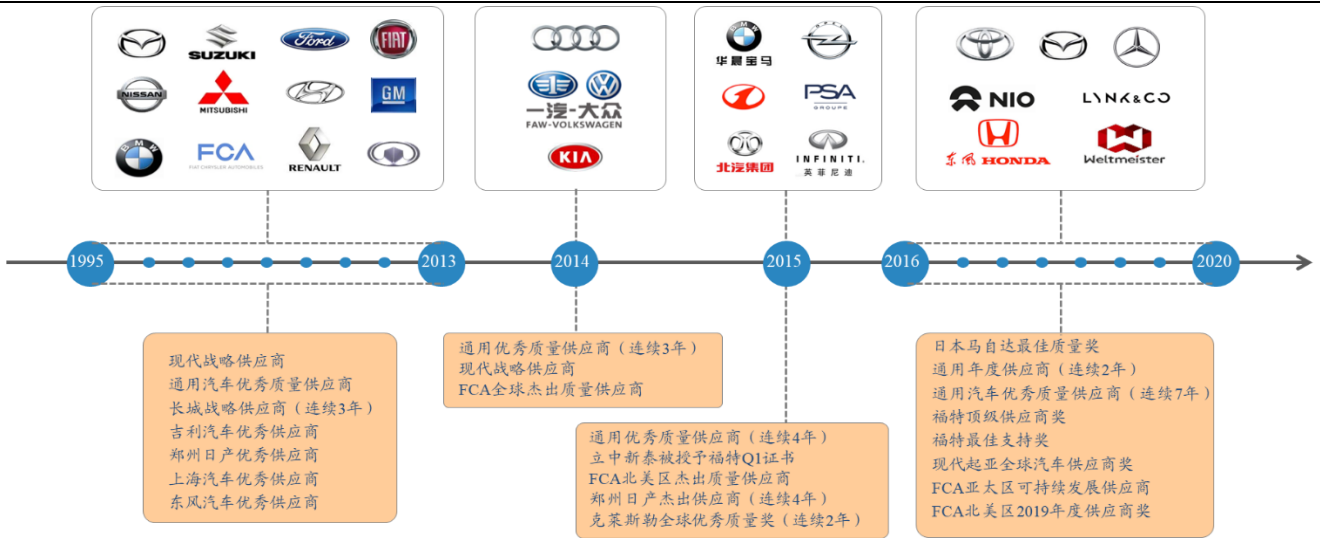 SUZUKI
Ford
FIAT
NISSAN
MITSUBISHI
GM
BMW
FCA
FIAT CHRYSLER AUTOMOBILES
RENAULT
一汽-大众
FAW-VOLKSWAGEN
KIA
BMW
华晨宝马
PSA
GROUPE
北汽集团
INFINITI.
英菲尼迪
NIO
LYNK&CO
东风 HONDA
Weltmeister
1995
2013
2014
2015
2016
2020
现代战略供应商
通用汽车优秀质量供应商
长城战略供应商（连续3年）
吉利汽车优秀供应商
郑州日产优秀供应商
上海汽车优秀供应商
东风汽车优秀供应商
通用优秀质量供应商（连续3年）
现代战略供应商
FCA全球杰出质量供应商
通用优秀质量供应商（连续4年）
立中新泰被授予福特Q1证书
FCA北美区杰出质量供应商
郑州日产杰出供应商（连续4年）
克莱斯勒全球优秀质量奖（连续2年）
日本马自达最佳质量奖
通用年度供应商（连续2年）
通用汽车优秀质量供应商（连续7年）
福特顶级供应商奖
福特最佳支持奖
现代起亚全球汽车供应商奖
FCA亚太区可持续发展供应商
FCA北美区2019年度供应商奖